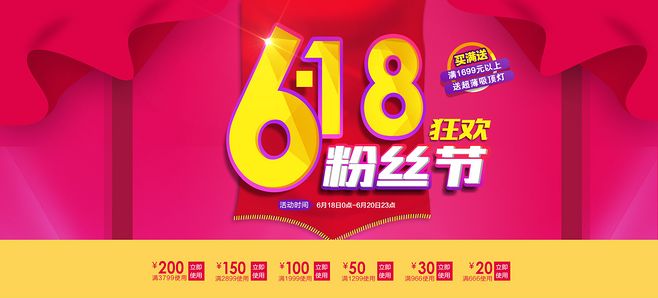 6·18
狂欢
粉丝节
买满送
满1699元以上
送超薄吸顶灯
活动时间 6月18日0点-6月20日23点
¥200 立即使用
满3799使用
¥150 立即使用
满2899使用
¥100 立即使用
满1999使用
¥50 立即使用
满1299使用
¥30 立即使用
满966使用
¥20 立即使用
满666使用